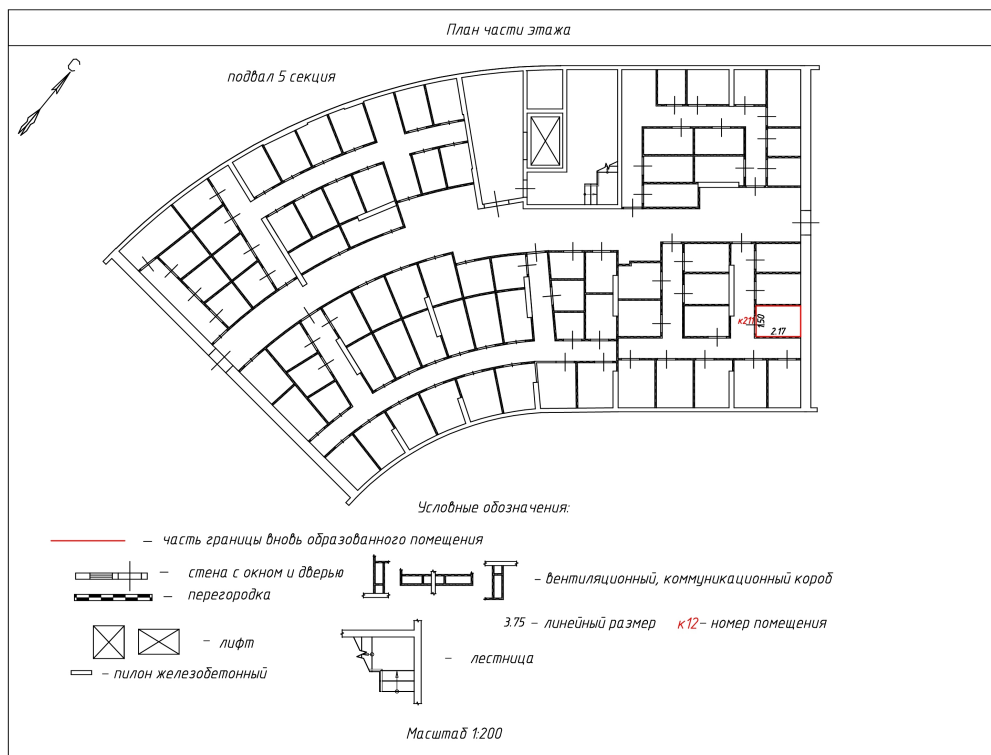 План части этажа
С
подвал 5 секция
к211
1.50
2.17
Условные обозначения:
— часть границы вновь образованного помещения
— стена с окном и дверью
— перегородка
— вентиляционный, коммуникационный короб
3.75 — линейный размер к12 — номер помещения
— лифт
— лестница
— пилон железобетонный
Масштаб 1:200